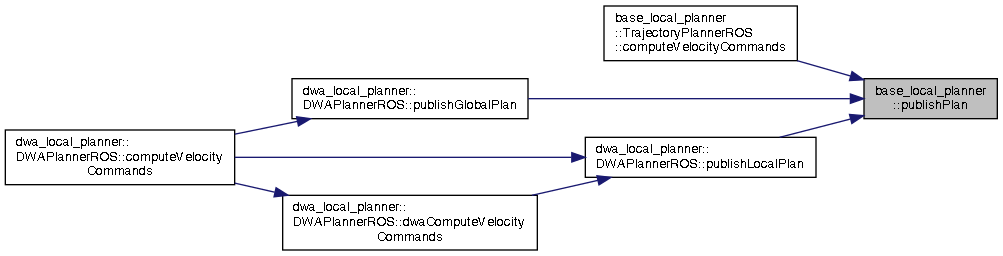 base_local_planner
::TrajectoryPlannerROS
::computeVelocityCommands
base_local_planner
::publishPlan
dwa_local_planner::
DWAPlannerROS::publishGlobalPlan
dwa_local_planner::
DWAPlannerROS::computeVelocity
Commands
dwa_local_planner::
DWAPlannerROS::publishLocalPlan
dwa_local_planner::
DWAPlannerROS::dwaComputeVelocity
Commands